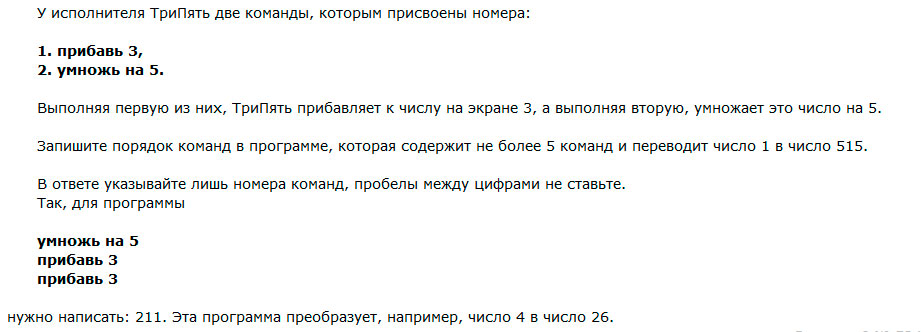 У исполнителя ТриПять две команды, которым присвоены номера:
1. прибавь 3,
2. умножь на 5.
Выполняя первую из них, ТриПять прибавляет к числу на экране 3, а выполняя вторую, умножает это число на 5.
Запишите порядок команд в программе, которая содержит не более 5 команд и переводит число 1 в число 515.
В ответе указывайте лишь номера команд, пробелы между цифрами не ставьте.
Так, для программы
умножь на 5
прибавь 3
прибавь 3
нужно написать: 211. Эта программа преобразует, например, число 4 в число 26.